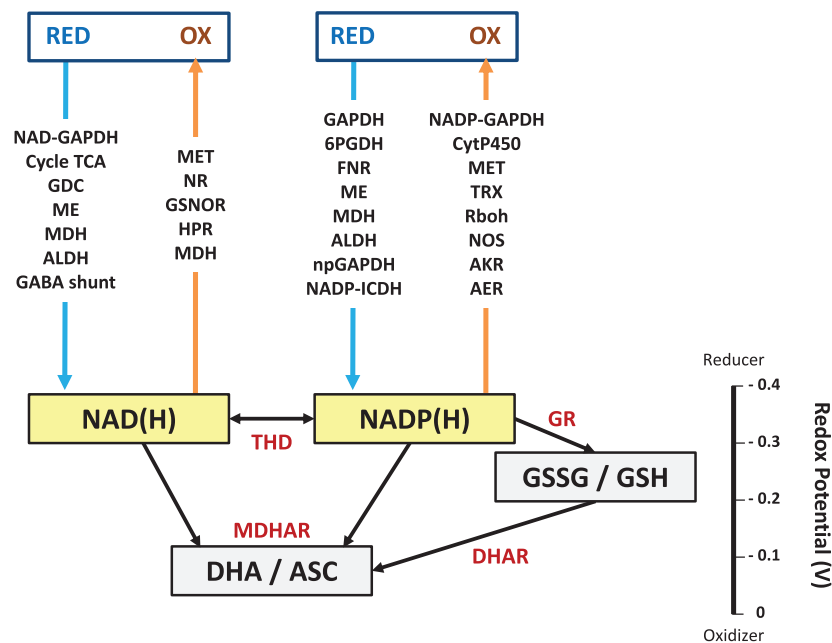 RED OX
RED OX
NAD-GAPDH
Cycle TCA
GDC
ME
MDH
ALDH
GABA shunt
MET
NR
GSNOR
HPR
MDH
GAPDH
6PGDH
FNR
ME
MDH
ALDH
npGAPDH
NADP-ICDH
NADP-GAPDH
CytP450
MET
TRX
Rboh
NOS
AKR
AER
NAD(H)
THD
NADP(H)
GR
GSSG / GSH
MDHAR
DHAR
DHA / ASC
Reducer
- 0.4
- 0.3
- 0.2
- 0.1
0
Oxidizer
Redox Potential (V)